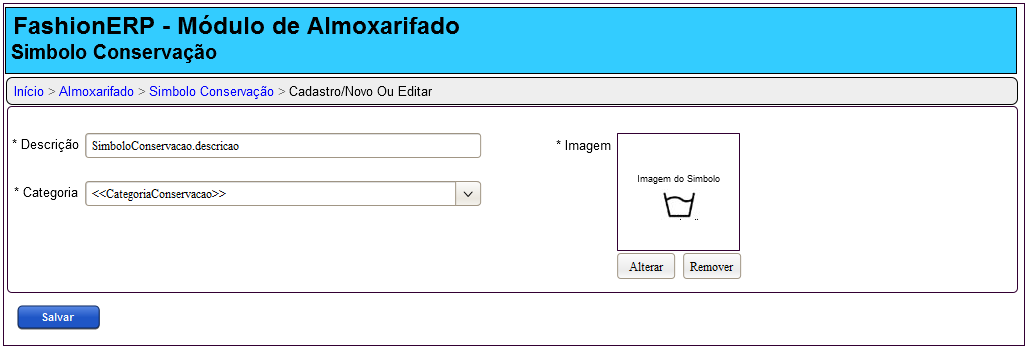 FashionERP - Módulo de Almoxarifado
Simbolo Conservação
Início > Almoxarifado > Simbolo Conservação > Cadastro/Novo Ou Editar
* Descrição SimboloConservacao.descricao
* Imagem
Imagem do Simbolo
* Categoria <<CategoriaConservacao>>
Alterar Remover
Salvar